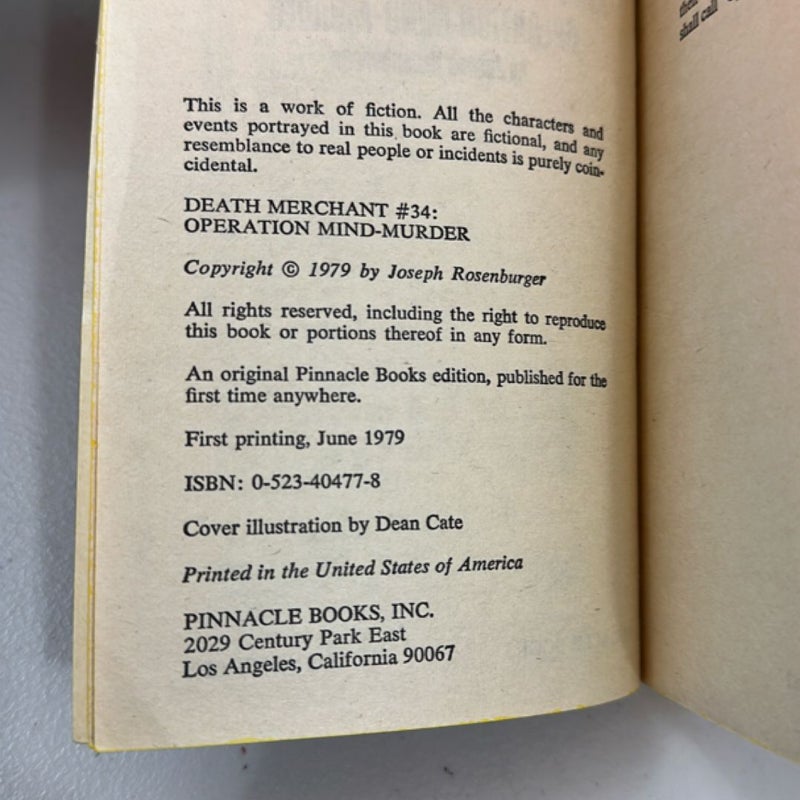 This is a work of fiction. All the characters and
events portrayed in this book are fictional, and any
resemblance to real people or incidents is purely coin-
cidental.
DEATH MERCHANT #34:
OPERATION MIND-MURDER
Copyright © 1979 by Joseph Rosenburger
All rights reserved, including the right to reproduce
this book or portions thereof in any form.
An original Pinnacle Books edition, published for the
first time anywhere.
First printing, June 1979
ISBN: 0-523-40477-8
Cover illustration by Dean Cate
Printed in the United States of America
PINNACLE BOOKS, INC.
2029 Century Park East
Los Angeles, California 90067
shall call